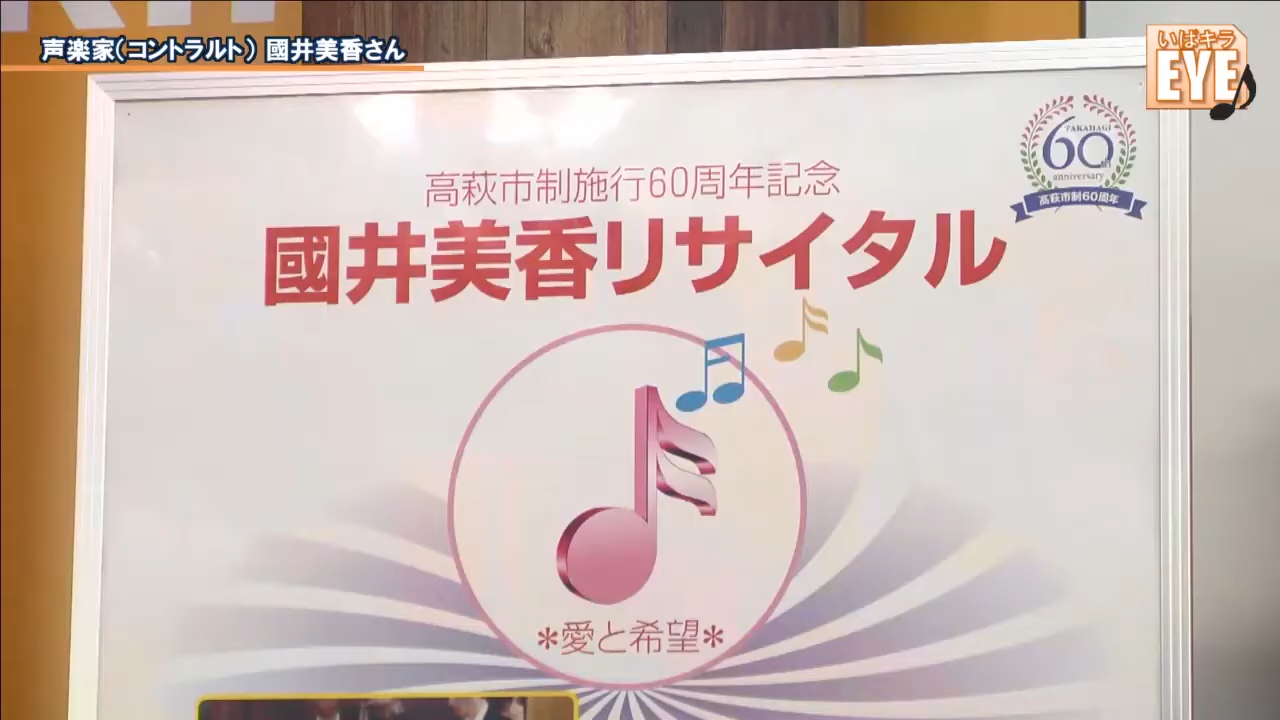 声楽家(コントラルト) 國井美香さん
いばキラ
EYE
TAKAHAGI
60th
anniversary
高萩市制60周年
高萩市制施行60周年記念
國井美香リサイタル
＊愛と希望＊